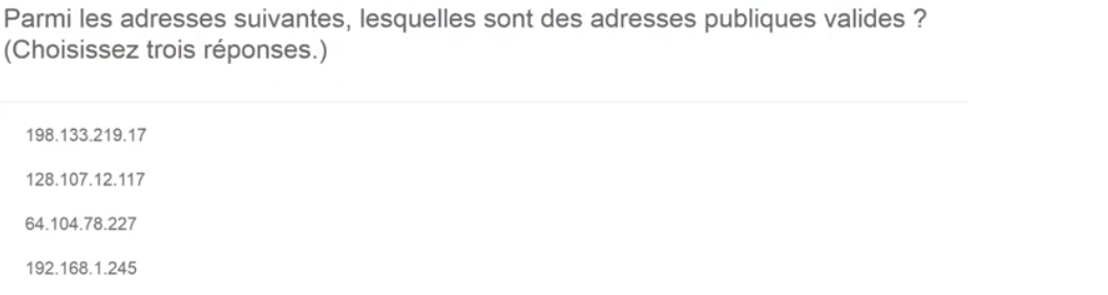 Parmi les adresses suivantes, lesquelles sont des adresses publiques valides ?
(Choisissez trois réponses.)
198.133.219.17
128.107.12.117
64.104.78.227
192.168.1.245